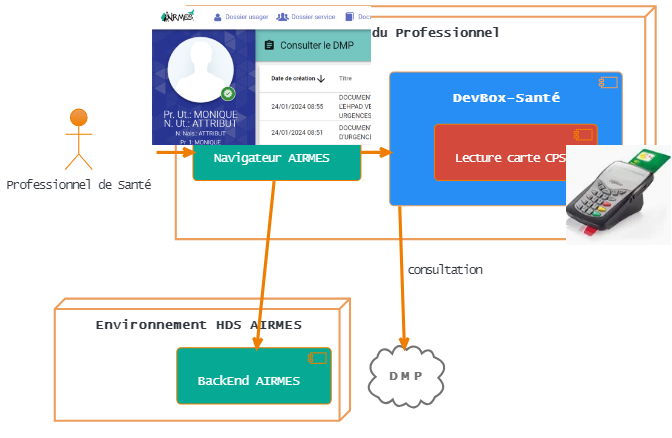 AIRMES
Dossier usager
Dossier service
Docu
du Professionnel
Consulter le DMP
Date de création
Titre
24/01/2024 08:55
DOCUMENT
L'EHPAD VE
URGENCES
24/01/2024 08:51
DOCUMENT
D'URGENC
Pr. Ut.: MONIQUE
N. Ut.: ATTRIBUT
N. Nais.: ATTRIBUT
Pr. 1: MONIQUE
DevBox-Santé
Lecture carte CPS
Navigateur AIRMES
Professionnel de Santé
consultation
Environnement HDS AIRMES
BackEnd AIRMES
DMP